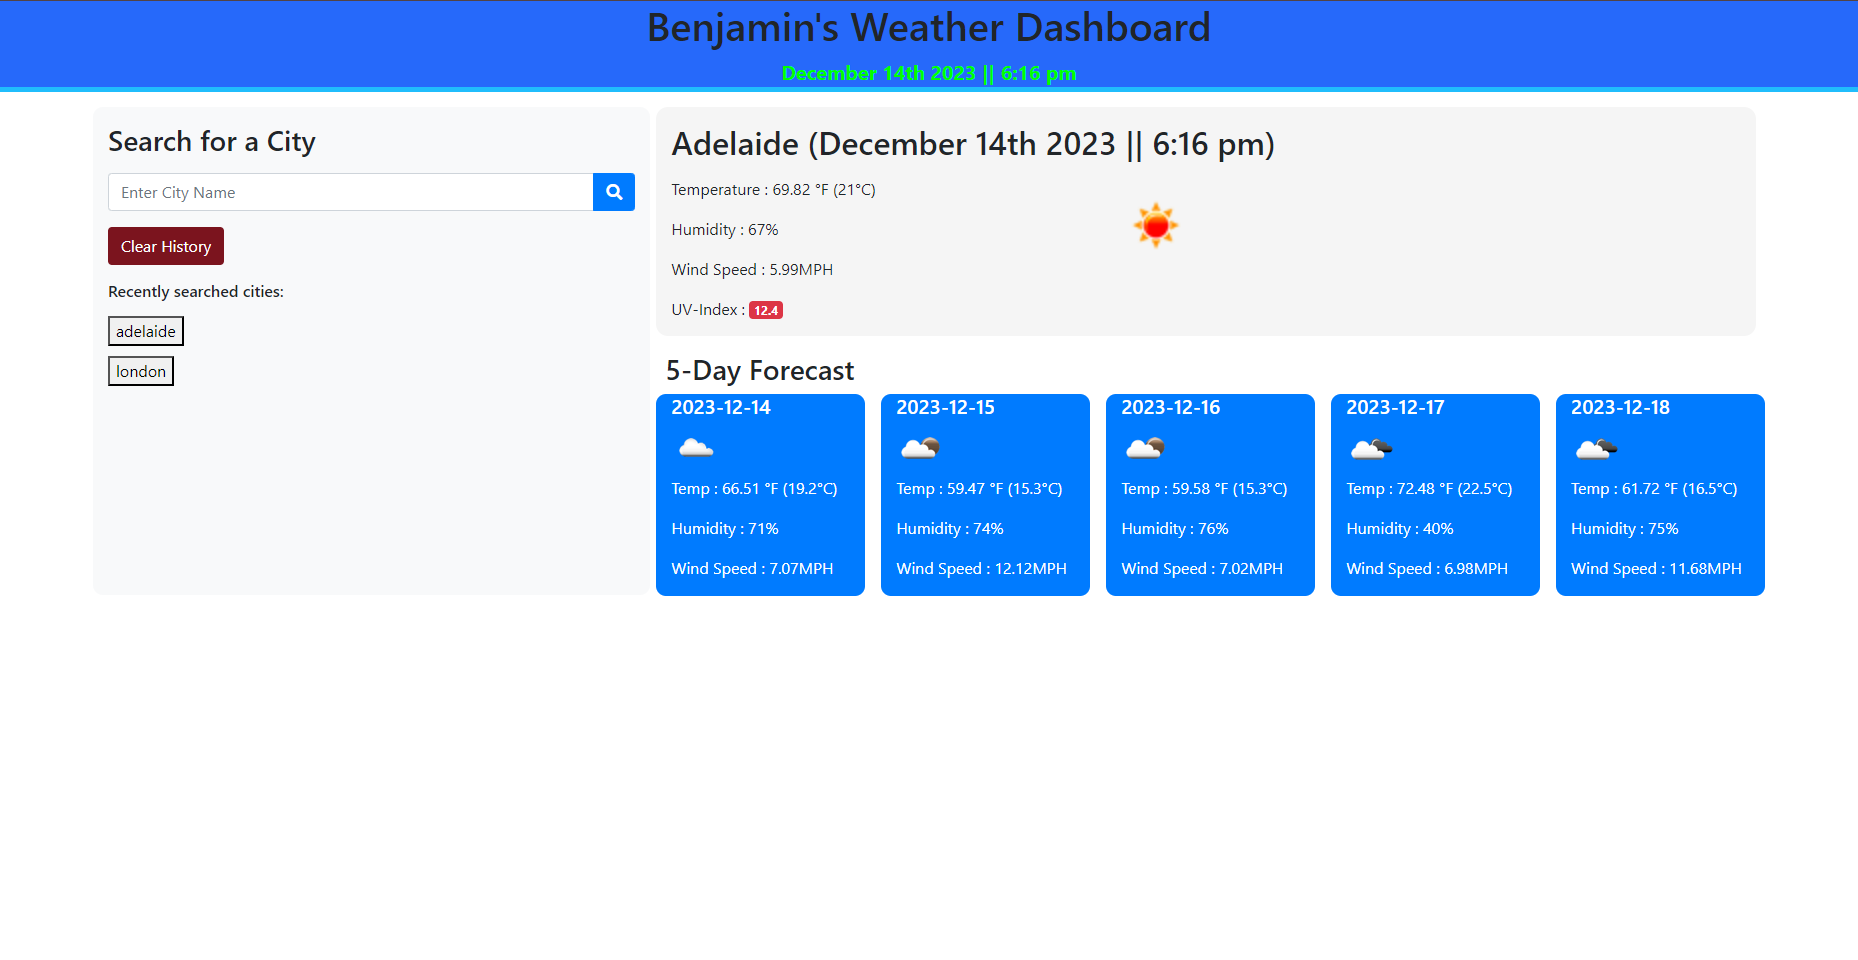 Benjamin's Weather Dashboard
December 14th 2023 || 6:16 pm
Search for a City
Enter City Name
Clear History
Recently searched cities:
adelaide
london
Adelaide (December 14th 2023 || 6:16 pm)
Temperature : 69.82 °F (21°C)
Humidity : 67%
Wind Speed : 5.99MPH
UV-Index : 12.4
5-Day Forecast
2023-12-14
Temp : 66.51 °F (19.2°C)
Humidity : 71%
Wind Speed : 7.07MPH
2023-12-15
Temp : 59.47 °F (15.3°C)
Humidity : 74%
Wind Speed : 12.12MPH
2023-12-16
Temp : 59.58 °F (15.3°C)
Humidity : 76%
Wind Speed : 7.02MPH
2023-12-17
Temp : 72.48 °F (22.5°C)
Humidity : 40%
Wind Speed : 6.98MPH
2023-12-18
Temp : 61.72 °F (16.5°C)
Humidity : 75%
Wind Speed : 11.68MPH